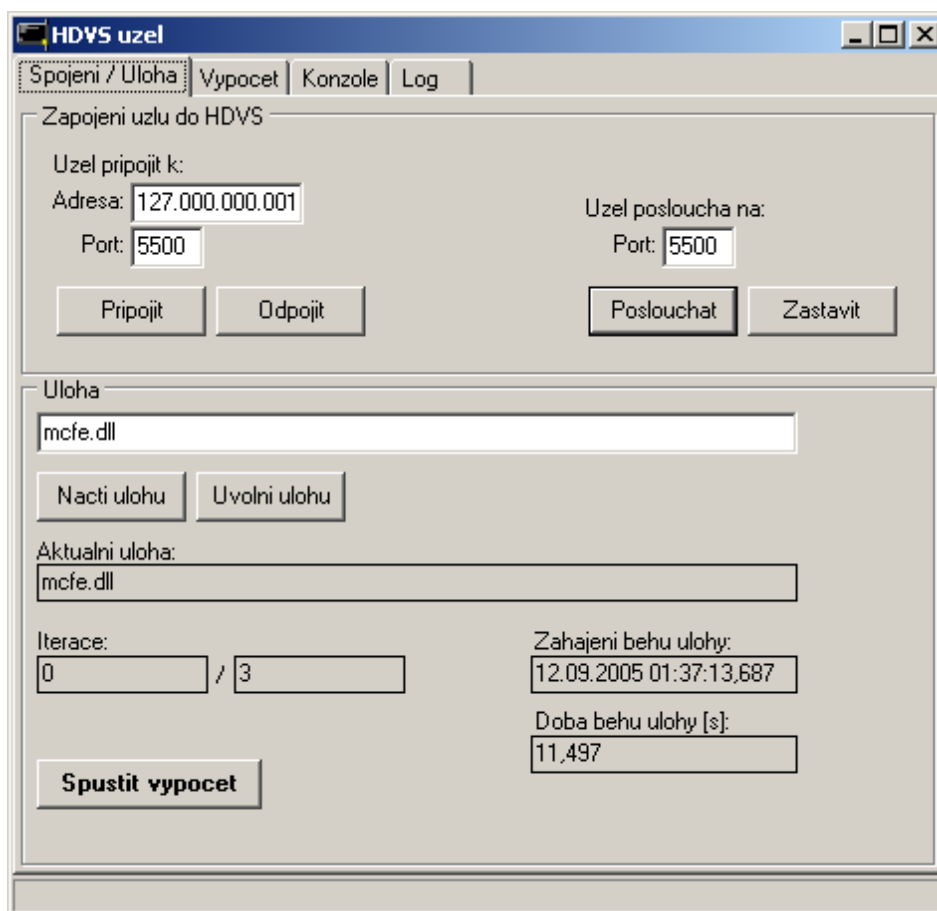 HDVS uzel
Spojeni / Uloha Vypocet Konzole Log
Zapojeni uzlu do HDVS
Uzel pripojit k:
Adresa: 127.000.000.001
Uzel posloucha na:
Port: 5500 Port: 5500
Pripojit Odpojit Poslouchat Zastavit
Uloha
mcfe.dll
Nacti ulohu Uvolni ulohu
Aktualni uloha:
mcfe.dll
Iterace: Zahajeni behu ulohy:
0 / 3 12.09.2005 01:37:13,687
Doba behu ulohy [s]:
11,497
Spustit vypocet